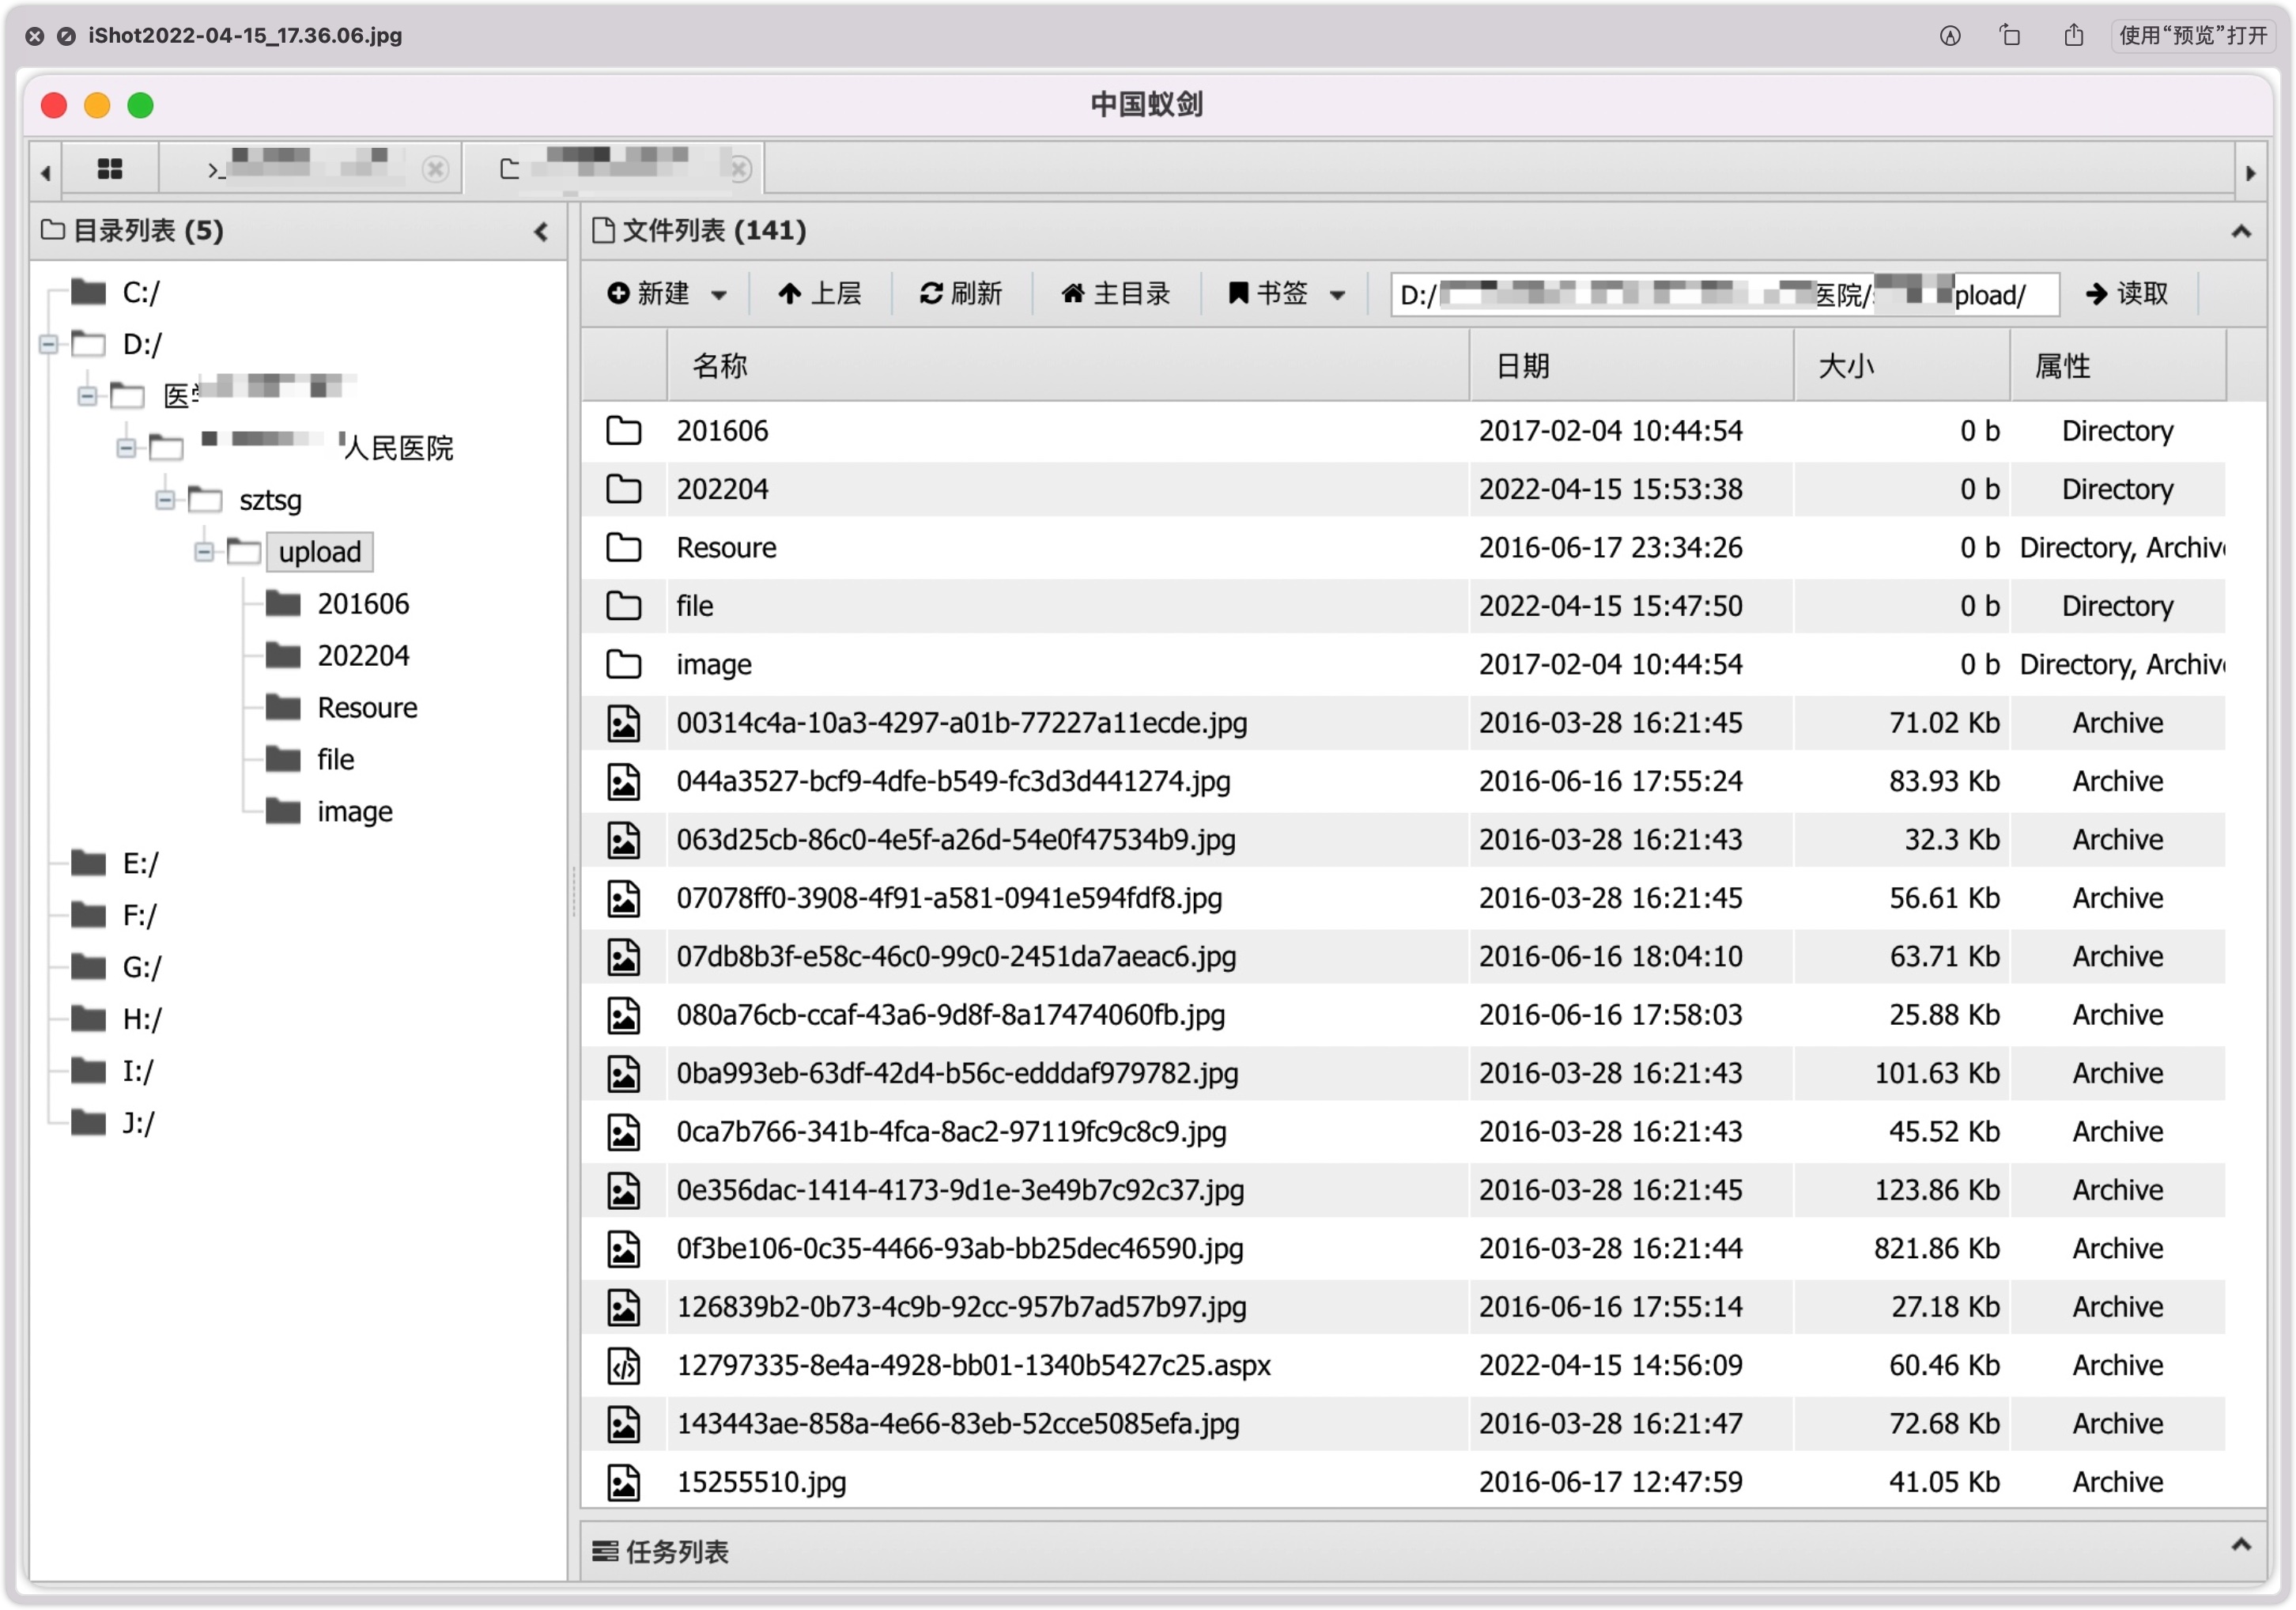 iShot2022-04-15_17.36.06.jpg 使用“预览”打开
中国蚁剑
目录列表 (5)
C:/
D:/
人民医院
sztsg
upload
201606
202204
Resoure
file
image
E:/
F:/
G:/
H:/
I:/
J:/
文件列表 (141)
新建 上层 刷新 主目录 书签 D:/ 医院/ pload/ 读取
名称 日期 大小 属性
201606 2017-02-04 10:44:54 0 b Directory
202204 2022-04-15 15:53:38 0 b Directory
Resoure 2016-06-17 23:34:26 0 b Directory, Archiv
file 2022-04-15 15:47:50 0 b Directory
image 2017-02-04 10:44:54 0 b Directory, Archiv
00314c4a-10a3-4297-a01b-77227a11ecde.jpg 2016-03-28 16:21:45 71.02 Kb Archive
044a3527-bcf9-4dfe-b549-fc3d3d441274.jpg 2016-06-16 17:55:24 83.93 Kb Archive
063d25cb-86c0-4e5f-a26d-54e0f47534b9.jpg 2016-03-28 16:21:43 32.3 Kb Archive
07078ff0-3908-4f91-a581-0941e594fdf8.jpg 2016-03-28 16:21:45 56.61 Kb Archive
07db8b3f-e58c-46c0-99c0-2451da7aeac6.jpg 2016-06-16 18:04:10 63.71 Kb Archive
080a76cb-ccaf-43a6-9d8f-8a17474060fb.jpg 2016-06-16 17:58:03 25.88 Kb Archive
0ba993eb-63df-42d4-b56c-edddaf979782.jpg 2016-03-28 16:21:43 101.63 Kb Archive
0ca7b766-341b-4fca-8ac2-97119fc9c8c9.jpg 2016-03-28 16:21:43 45.52 Kb Archive
0e356dac-1414-4173-9d1e-3e49b7c92c37.jpg 2016-03-28 16:21:45 123.86 Kb Archive
0f3be106-0c35-4466-93ab-bb25dec46590.jpg 2016-03-28 16:21:44 821.86 Kb Archive
126839b2-0b73-4c9b-92cc-957b7ad57b97.jpg 2016-06-16 17:55:14 27.18 Kb Archive
12797335-8e4a-4928-bb01-1340b5427c25.aspx 2022-04-15 14:56:09 60.46 Kb Archive
143443ae-858a-4e66-83eb-52cce5085efa.jpg 2016-03-28 16:21:47 72.68 Kb Archive
15255510.jpg 2016-06-17 12:47:59 41.05 Kb Archive
任务列表